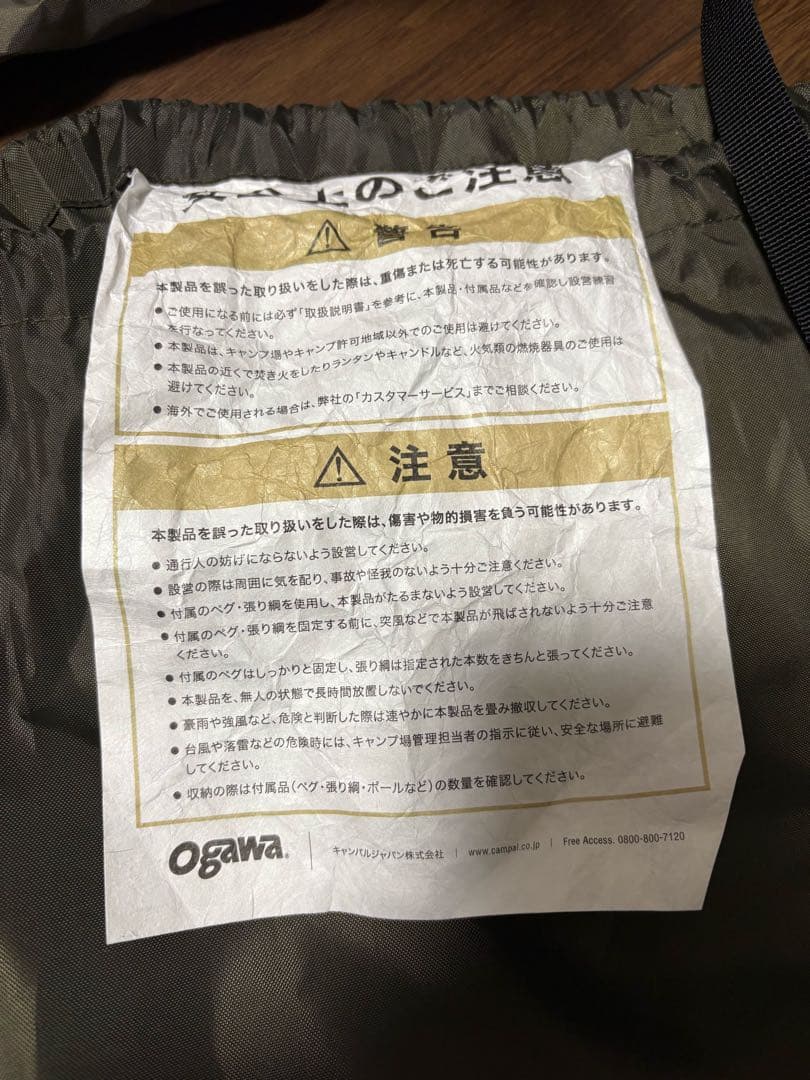 安全上のご注意
警告
本製品を誤った取り扱いをした際は、重傷または死亡する可能性があります。
● ご使用になる前には必ず「取扱説明書」を参考に、本製品・付属品などを確認し設営練習
を行なってください。
● 本製品は、キャンプ場やキャンプ許可地域以外でのご使用は避けてください。
● 本製品の近くで焚き火をしたりランタンやキャンドルなど、火気類の燃焼器具のご使用は
避けてください。
● 海外でご使用される場合は、弊社の「カスタマーサービス」までご相談ください。
注意
本製品を誤った取り扱いをした際は、傷害や物的損害を負う可能性があります。
● 通行人の妨げにならないよう設営してください。
● 設営の際は周囲に気を配り、事故や怪我のないよう十分ご注意ください。
● 付属のペグ・張り綱を使用し、本製品がたるまないよう設営してください。
● 付属のペグ・張り綱を固定する前に、突風などで本製品が飛ばされないよう十分ご注意
ください。
● 付属のペグはしっかりと固定し、張り綱は指定された本数をきちんと張ってください。
● 本製品を、無人の状態で長時間放置しないでください。
● 豪雨や強風など、危険と判断した際は速やかに本製品を畳み撤収してください。
● 台風や落雷などの危険時には、キャンプ場管理担当者の指示に従い、安全な場所に避難
してください。
● 収納の際は付属品(ペグ・張り綱・ポールなど)の数量を確認してください。
ogawa® | キャンパルジャパン株式会社 | www.campal.co.jp | Free Access. 0800-800-7120